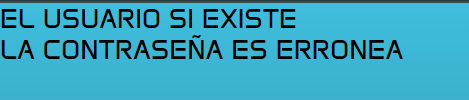 EL USUARIO SI EXISTE
LA CONTRASEÑA ES ERRONEA